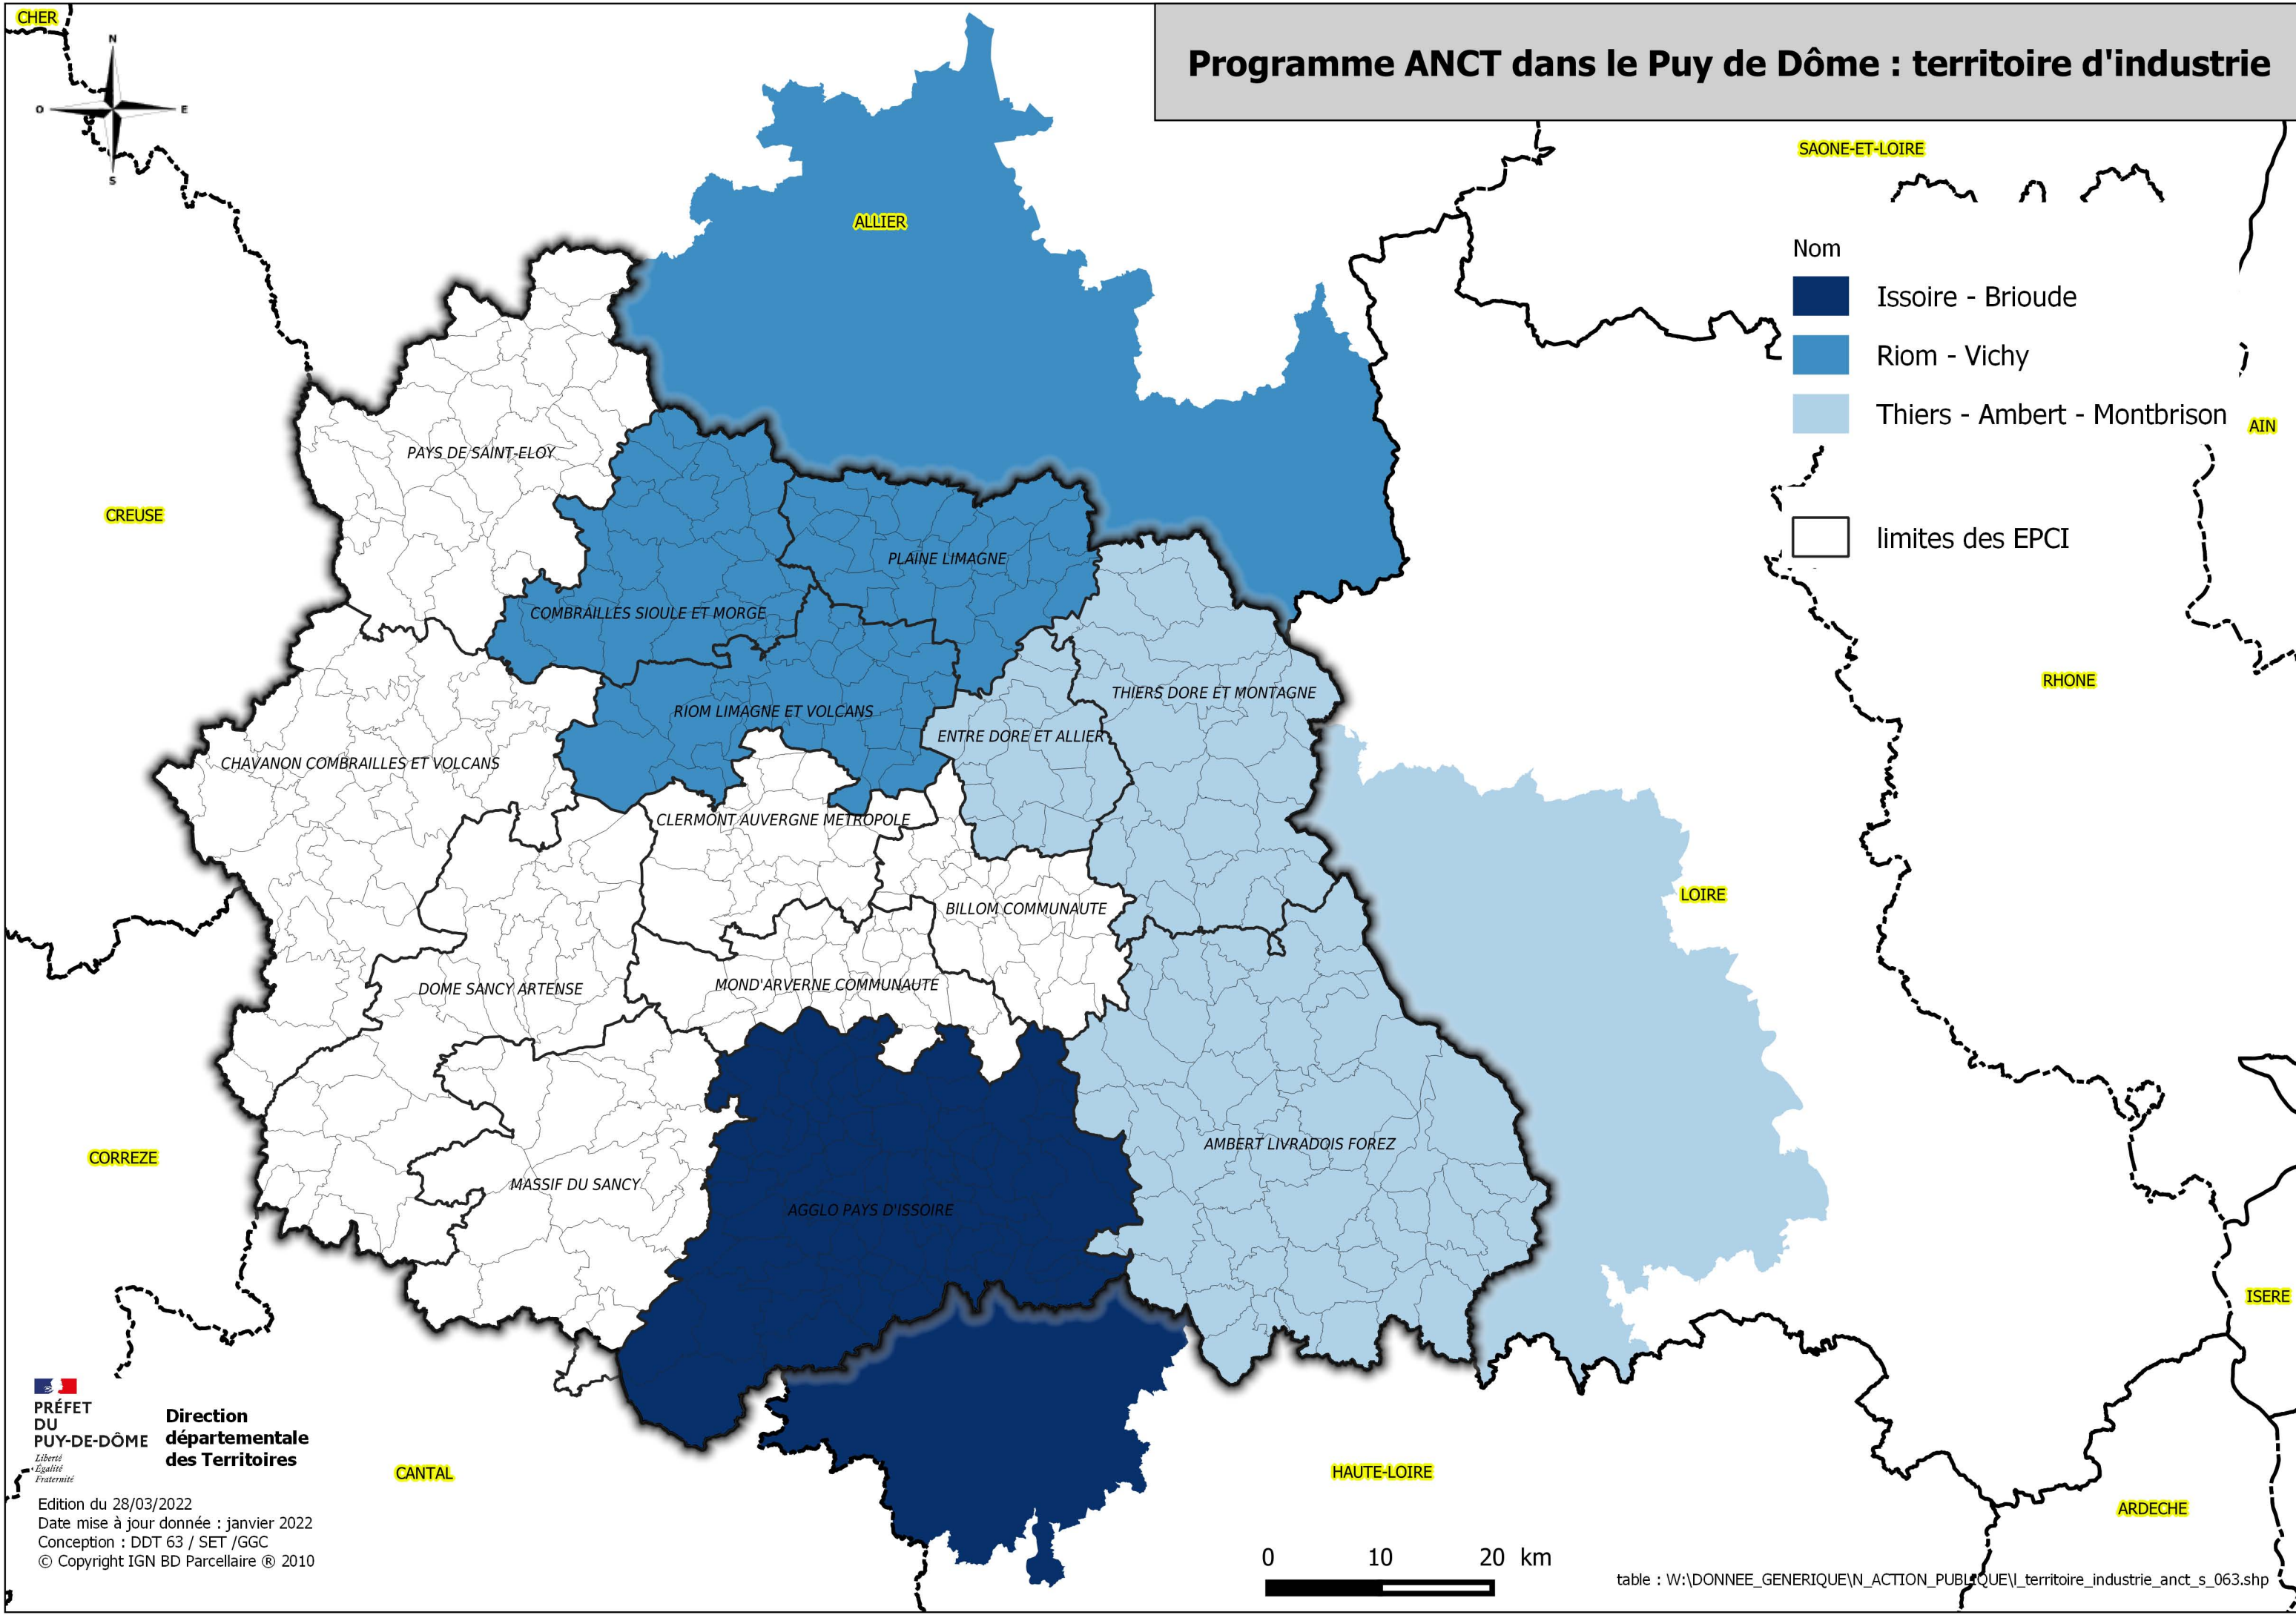 CHER
N
O
E
S
Programme ANCT dans le Puy de Dôme : territoire d'industrie
SAONE-ET-LOIRE
ALLIER
Nom
Issoire - Brioude
Riom - Vichy
Thiers - Ambert - Montbrison
AIN
limites des EPCI
PAYS DE SAINT-ELOY
CREUSE
PLAINE LIMAGNE
COMBRAILLES SIOULE ET MORGE
RHONE
THIERS DORE ET MONTAGNE
RIOM LIMAGNE ET VOLCANS
ENTRE DORE ET ALLIER
CHAVANON COMBRAILLES ET VOLCANS
CLERMONT AUVERGNE METROPOLE
LOIRE
BILLOM COMMUNAUTE
DOME SANCY ARTENSE
MOND'ARVERNE COMMUNAUTE
AMBERT LIVRADOIS FOREZ
CORREZE
MASSIF DU SANCY
AGGLO PAYS D'ISSOIRE
ISERE
PRÉFET
DU
PUY-DE-DÔME
Liberté
Égalité
Fraternité
Direction
départementale
des Territoires
CANTAL
HAUTE-LOIRE
ARDECHE
Edition du 28/03/2022
Date mise à jour donnée : janvier 2022
Conception : DDT 63 / SET /GGC
© Copyright IGN BD Parcellaire ® 2010
0 10 20 km
table : W:\DONNEE_GENERIQUE\N_ACTION_PUBLIQUE\l_territoire_industrie_anct_s_063.shp